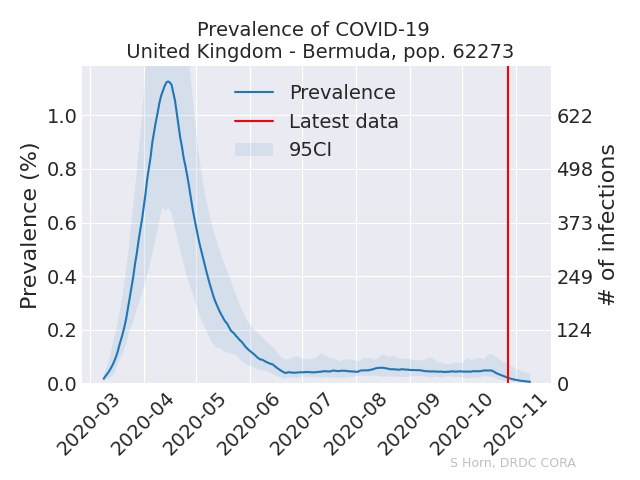 Prevalence of COVID-19
United Kingdom - Bermuda, pop. 62273
Prevalence
Latest data
95CI
Prevalence (%)
1.0
0.8
0.6
0.4
0.2
0.0
# of infections
622
498
373
249
124
0
2020-03
2020-04
2020-05
2020-06
2020-07
2020-08
2020-09
2020-10
2020-11
S Horn, DRDC CORA